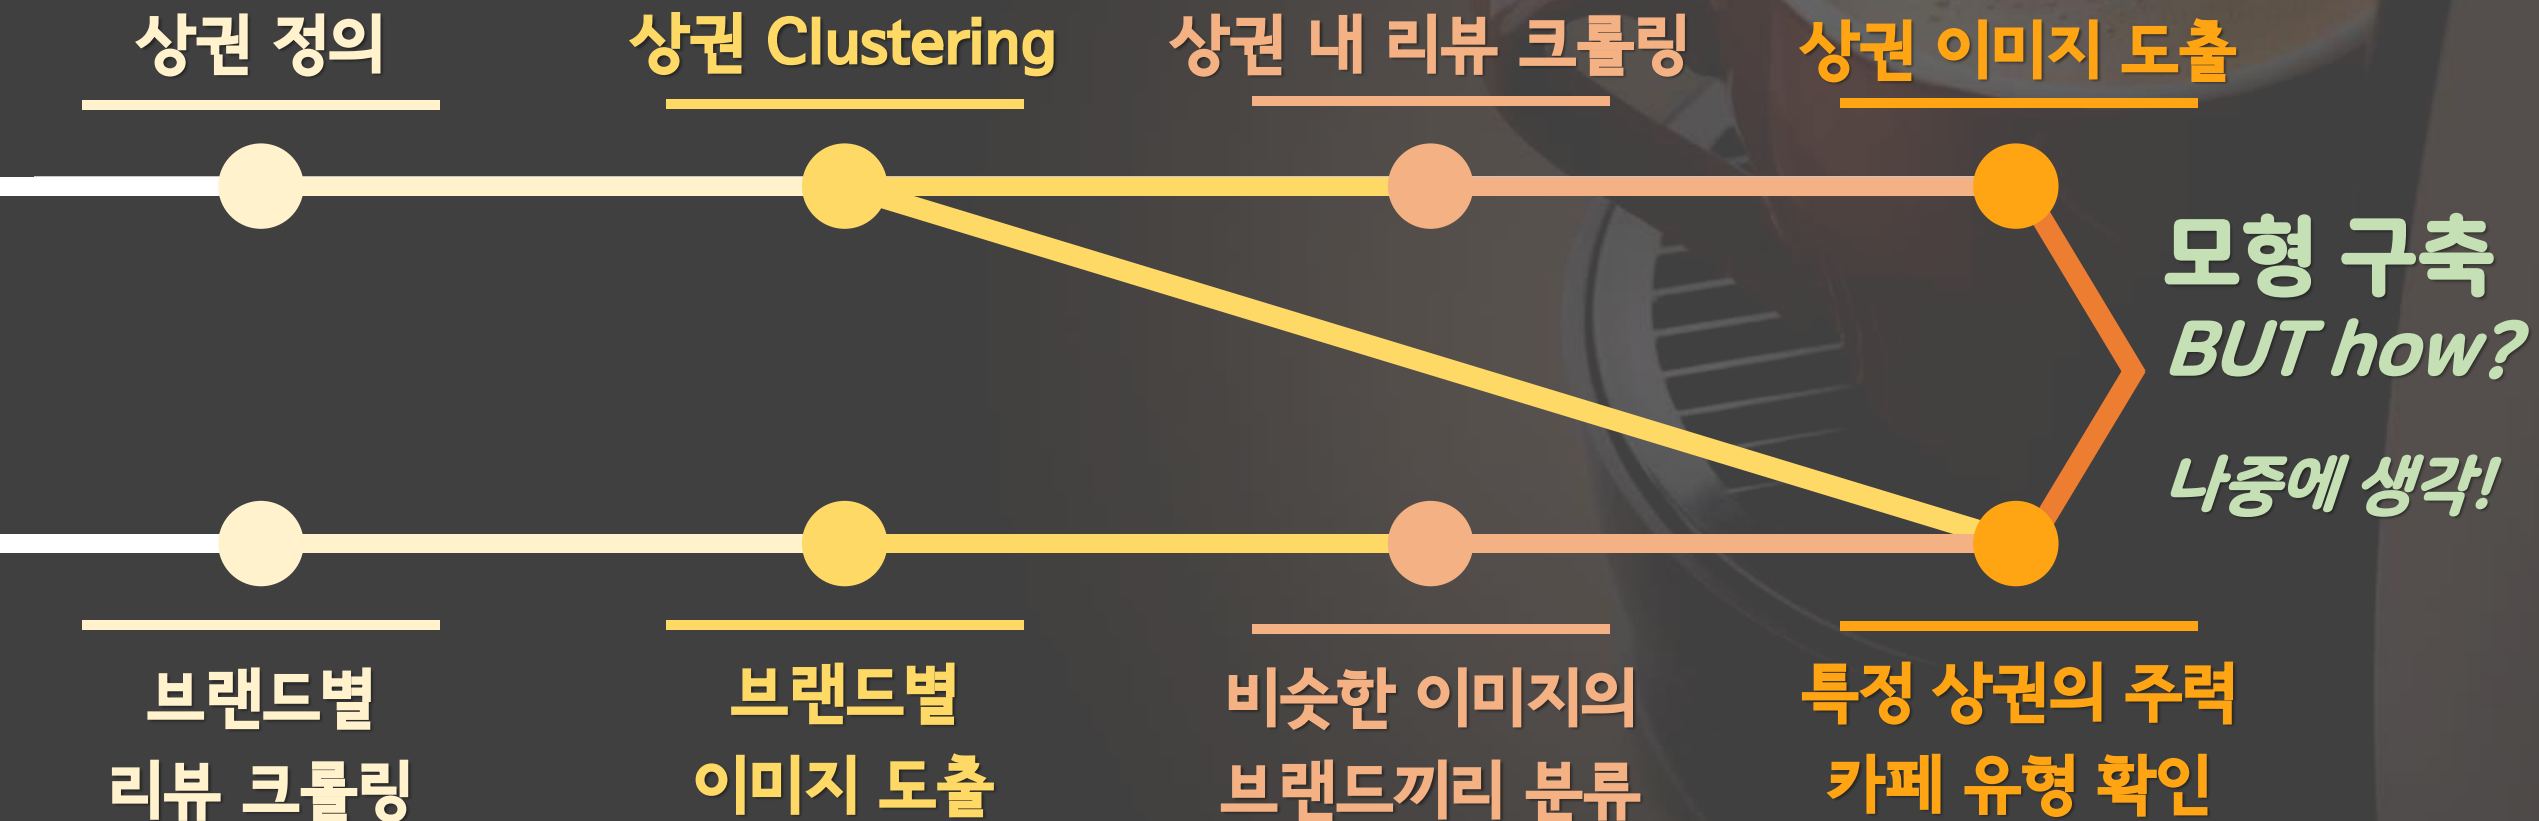 상권 정의
상권 Clustering
상권 내 리뷰 크롤링
상권 이미지 도출
모형 구축
BUT how?
나중에 생각!
브랜드별
리뷰 크롤링
브랜드별
이미지 도출
비슷한 이미지의
브랜드끼리 분류
특정 상권의 주력
카페 유형 확인